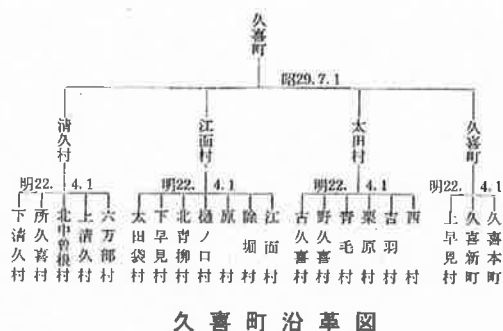 久喜町
昭29.7.1
清久村
江面村
太田村
久喜町
明22. 4.1
明22. 4.1
明22. 4.1
明22. 4.1
下清久村
所久喜村
北中曽根村
上清久村
六万部村
太田袋村
下早見村
北青柳村
樋ノ口村
原村
除堀村
江面村
古久喜村
野久喜村
青毛村
栗原村
吉羽村
西村
上早見村
久喜新町
久喜本町
久喜町沿革図